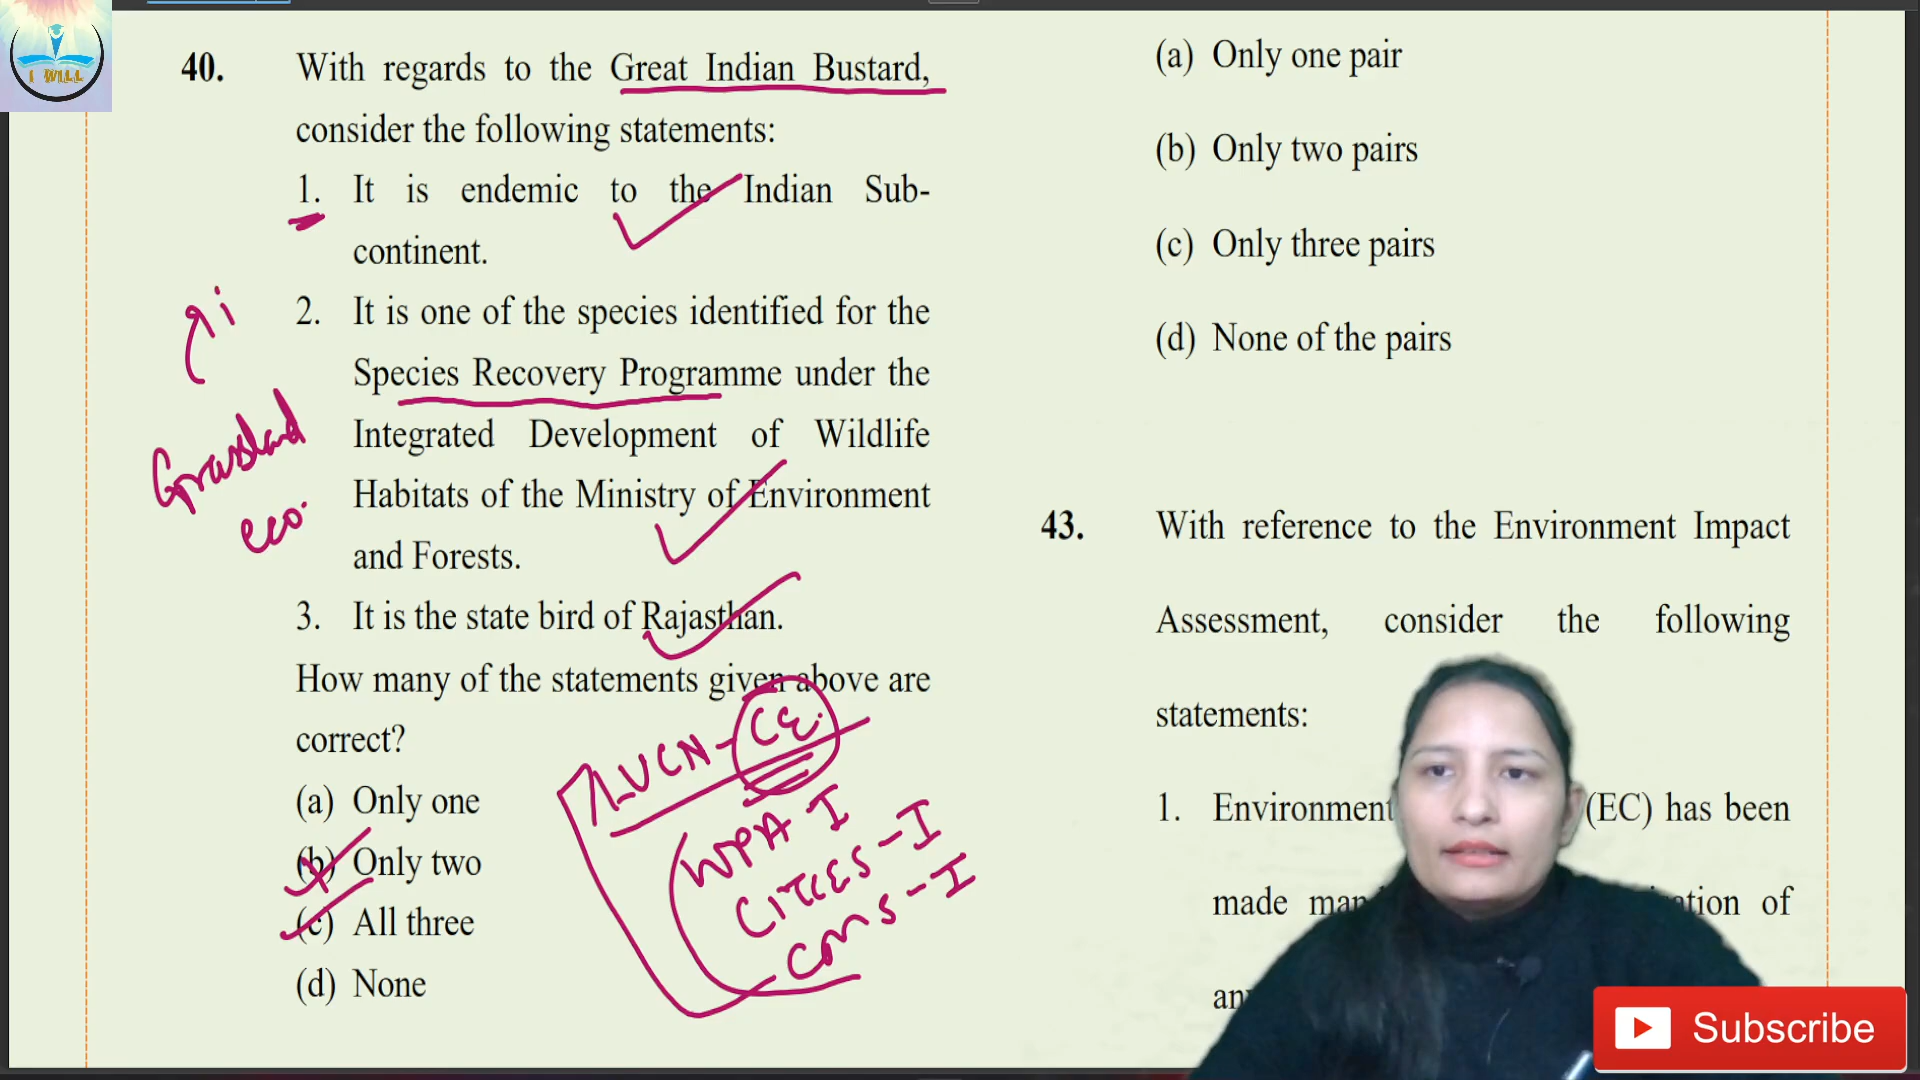 I WILL
40. With regards to the Great Indian Bustard,
consider the following statements:
1. It is endemic to the Indian Sub-
continent.
2. It is one of the species identified for the
Species Recovery Programme under the
Integrated Development of Wildlife
Habitats of the Ministry of Environment
and Forests.
3. It is the state bird of Rajasthan.
How many of the statements given above are
correct?
(a) Only one
(b) Only two
(c) All three
(d) None
Grassland
eco.
IUCN - CE
WPA I
CITES - I
CMS - I
(a) Only one pair
(b) Only two pairs
(c) Only three pairs
(d) None of the pairs
43. With reference to the Environment Impact
Assessment, consider the following
statements:
1. Environment (EC) has been
made of
Subscribe